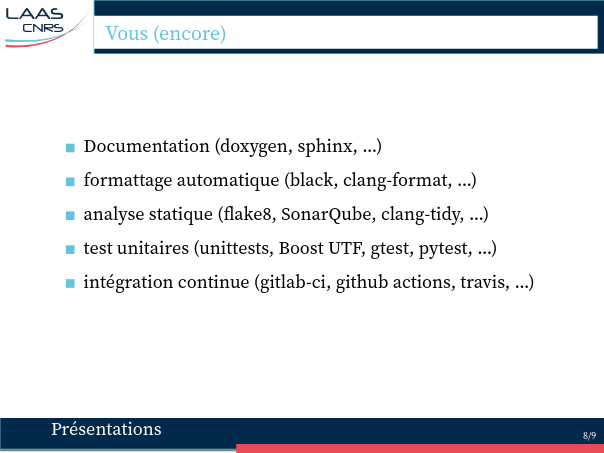 LAAS
CNRS
Vous (encore)
Documentation (doxygen, sphinx, ...)
formattage automatique (black, clang-format, ...)
analyse statique (flake8, SonarQube, clang-tidy, ...)
test unitaires (unittests, Boost UTF, gtest, pytest, ...)
intégration continue (gitlab-ci, github actions, travis, ...)
Présentations
8/9